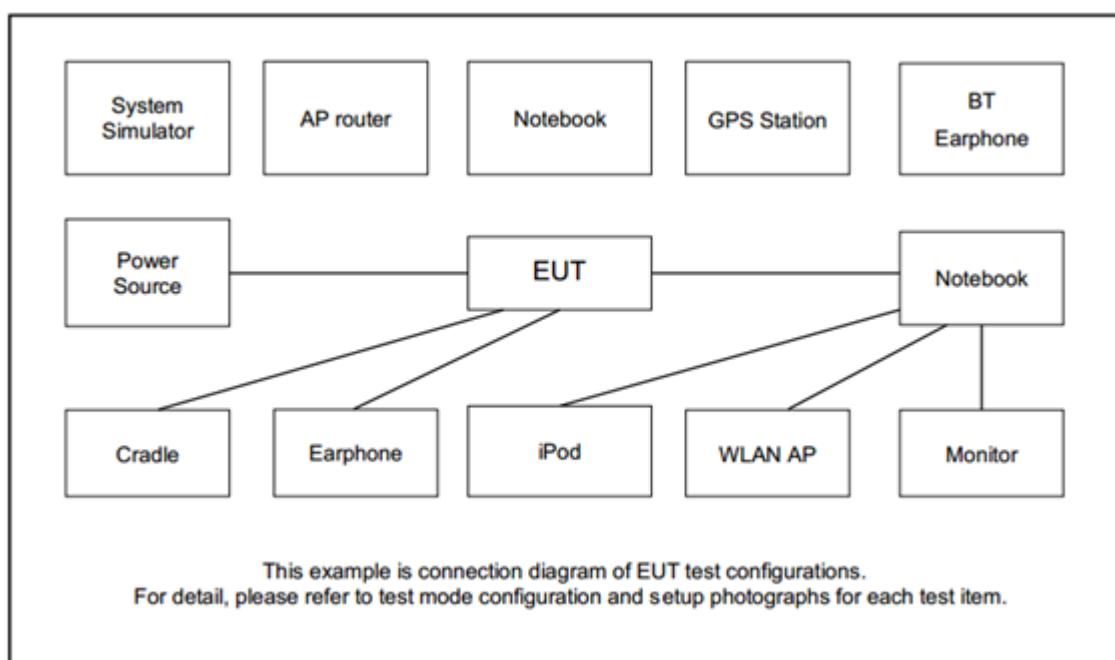 System
Simulator
AP router
Notebook
GPS Station
BT
Earphone
Power
Source
EUT
Notebook
Cradle
Earphone
iPod
WLAN AP
Monitor
This example is connection diagram of EUT test configurations.
For detail, please refer to test mode configuration and setup photographs for each test item.